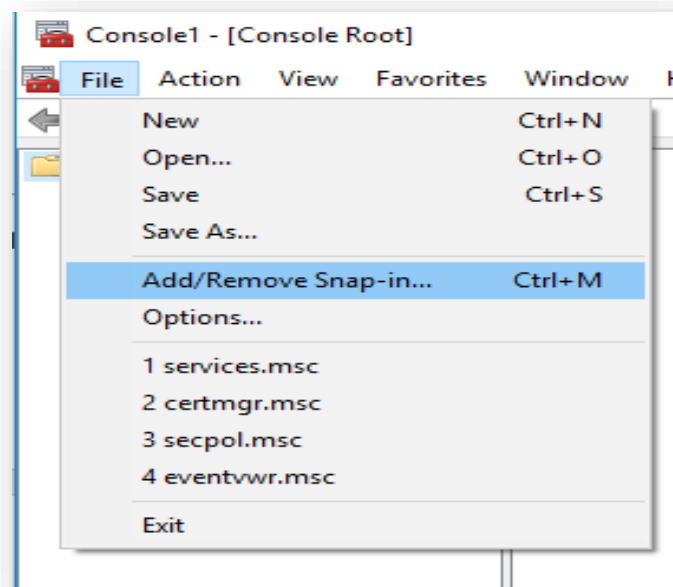 Console1 - [Console Root]
File Action View Favorites Window
New Ctrl+N
Open... Ctrl+O
Save Ctrl+S
Save As...
Add/Remove Snap-in... Ctrl+M
Options...
1 services.msc
2 certmgr.msc
3 secpol.msc
4 eventvwr.msc
Exit